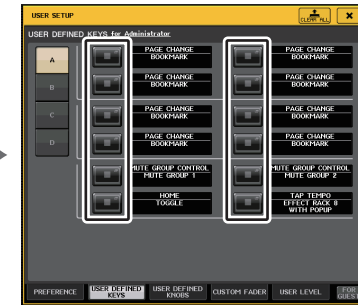 USER SETUP
CLEAR ALL
×
USER DEFINED KEYS for Administrator
A
PAGE CHANGE
BOOKMARK
PAGE CHANGE
BOOKMARK
B
PAGE CHANGE
BOOKMARK
PAGE CHANGE
BOOKMARK
C
PAGE CHANGE
BOOKMARK
PAGE CHANGE
BOOKMARK
D
PAGE CHANGE
BOOKMARK
PAGE CHANGE
BOOKMARK
MUTE GROUP CONTROL
MUTE GROUP 1
MUTE GROUP CONTROL
MUTE GROUP 2
HOME
TOGGLE
TAP TEMPO
EFFECT RACK 8
WITH POPUP
PREFERENCE
USER DEFINED
KEYS
USER DEFINED
KNOBS
CUSTOM FADER
USER LEVEL
FOR
GUEST